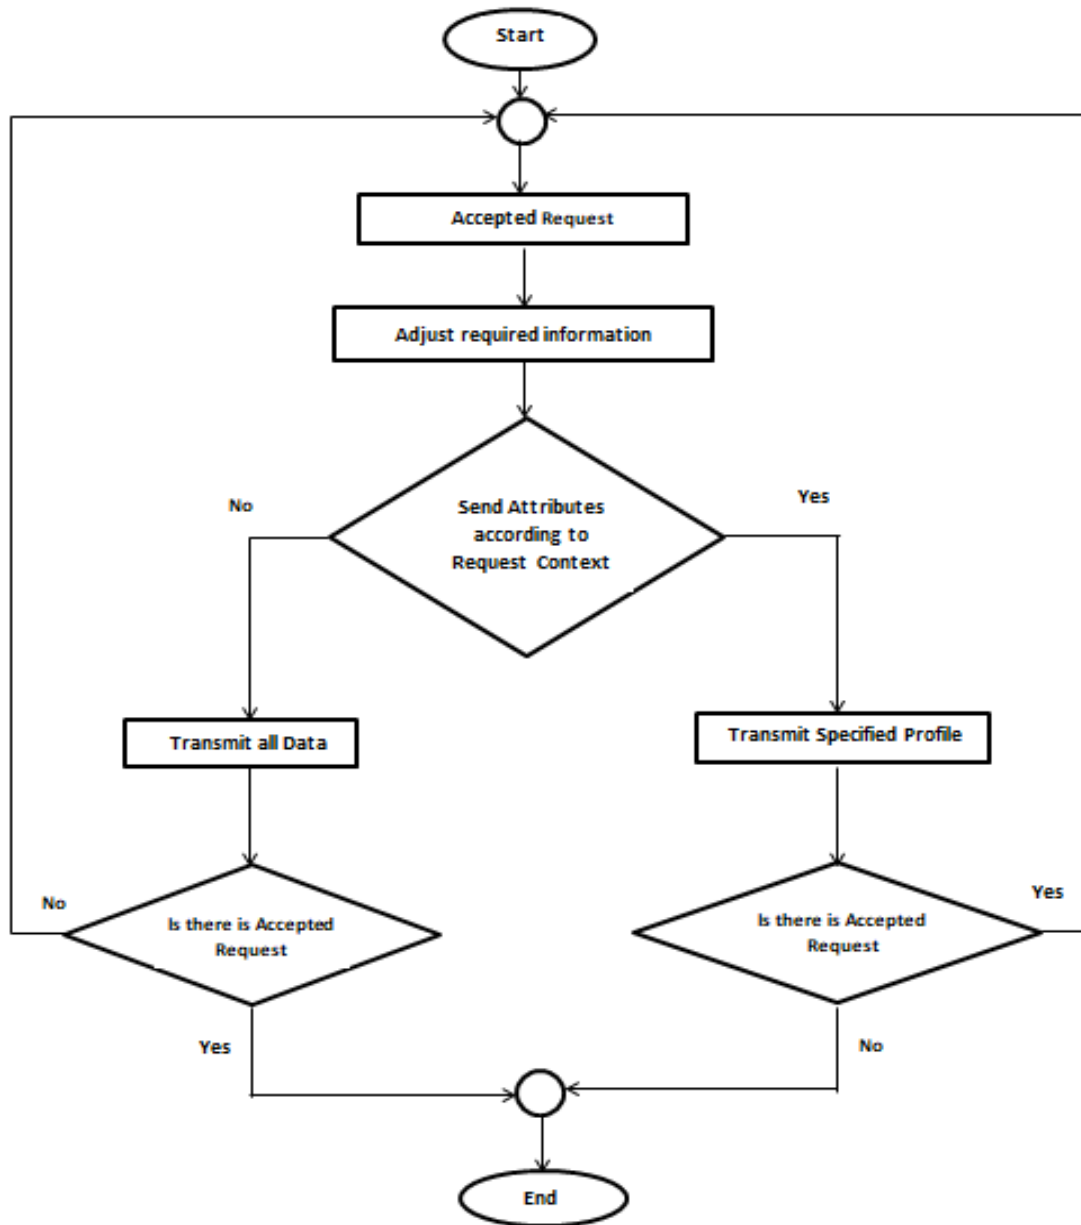 Start
Accepted Request
Adjust required information
No
Yes
Send Attributes
according to
Request Context
Transmit all Data
Transmit Specified Profile
No
Is there is Accepted
Request
Is there is Accepted
Request
Yes
Yes
No
End